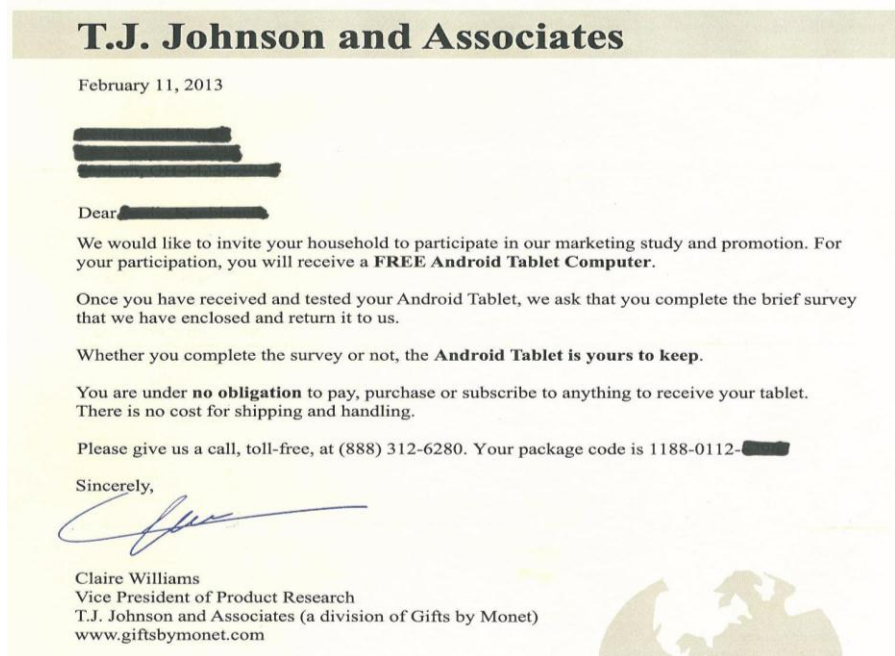 T.J. Johnson and Associates
February 11, 2013
Dear
We would like to invite your household to participate in our marketing study and promotion. For
your participation, you will receive a FREE Android Tablet Computer.
Once you have received and tested your Android Tablet, we ask that you complete the brief survey
that we have enclosed and return it to us.
Whether you complete the survey or not, the Android Tablet is yours to keep.
You are under no obligation to pay, purchase or subscribe to anything to receive your tablet.
There is no cost for shipping and handling.
Please give us a call, toll-free, at (888) 312-6280. Your package code is 1188-0112-
Sincerely,
Claire Williams
Vice President of Product Research
T.J. Johnson and Associates (a division of Gifts by Monet)
www.giftsbymonet.com